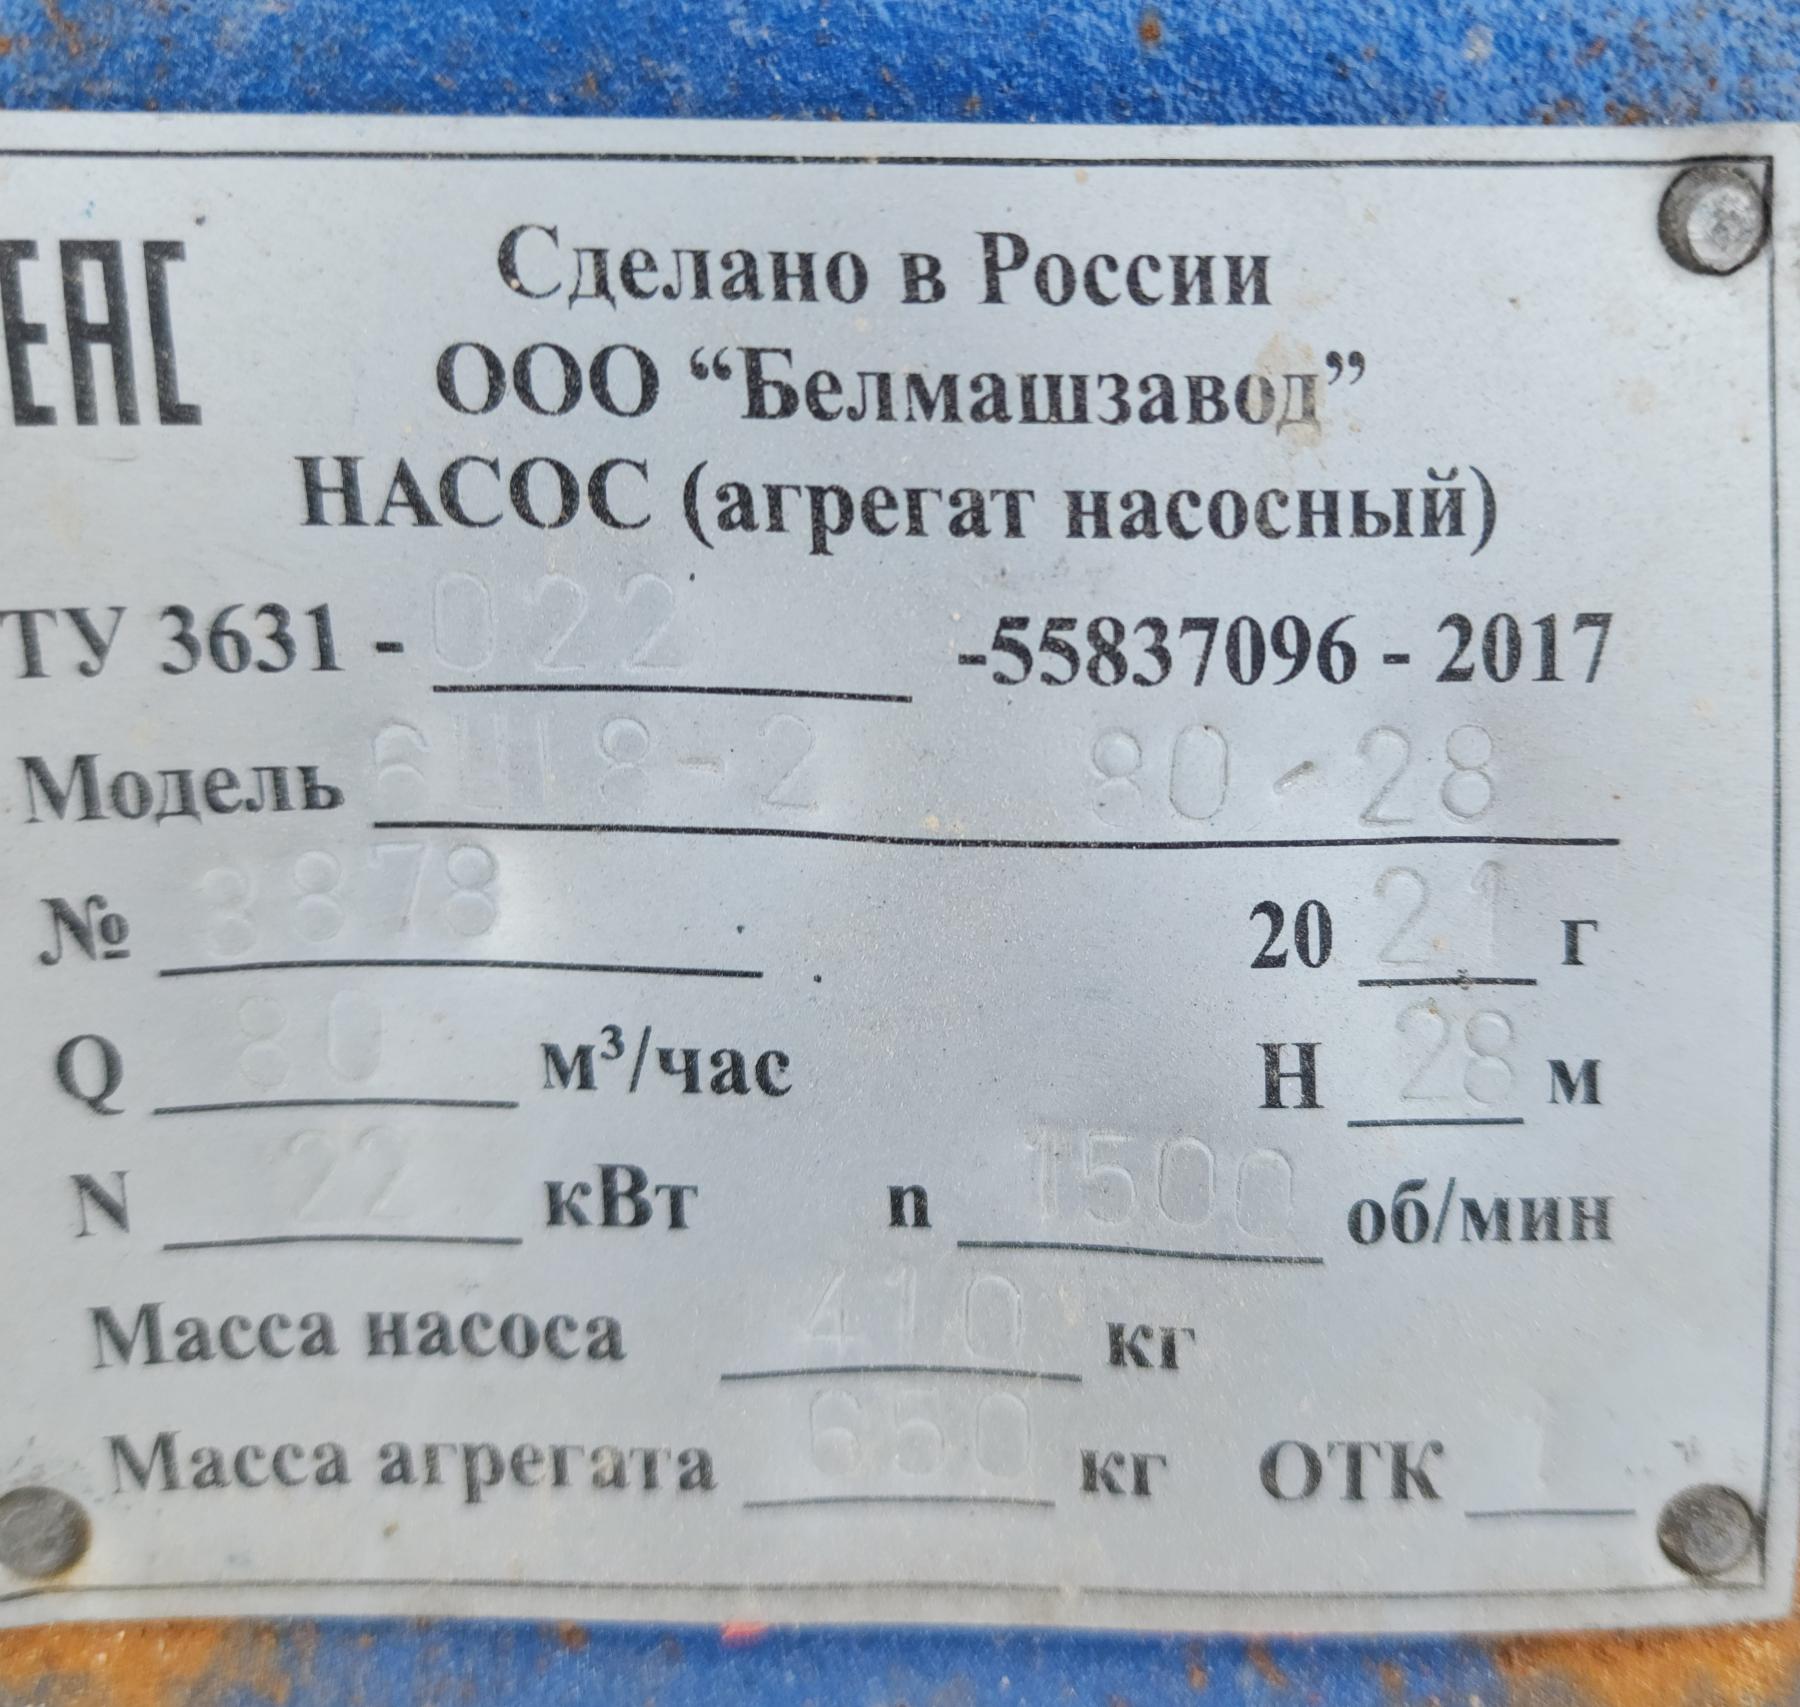 EAC
Сделано в России
ООО “Белмашзавод”
НАСОС (агрегат насосный)
ТУ 3631 - 022 -55837096 - 2017
Модель 6Ш8-2 80-28
№ 3878 20 21 г
Q 80 м³/час Н 28 м
N 22 кВт n 1500 об/мин
Масса насоса 410 кг
Масса агрегата 650 кг ОТК 1